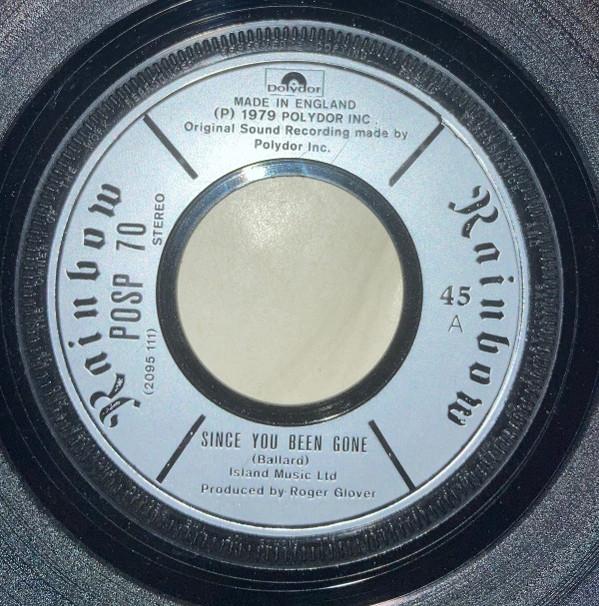 Polydor
MADE IN ENGLAND
(P) 1979 POLYDOR INC.
Original Sound Recording made by
Polydor Inc.
Rainbow
POSP 70
STEREO
(2095 111)
Rainbow
45
A
SINCE YOU BEEN GONE
(Ballard)
Island Music Ltd
Produced by Roger Glover